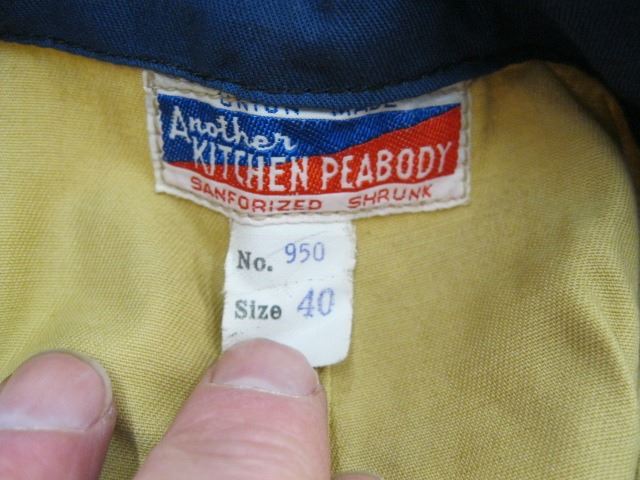 UNION MADE
Another
KITCHEN PEABODY
SANFORIZED SHRUNK
No. 950
Size 40